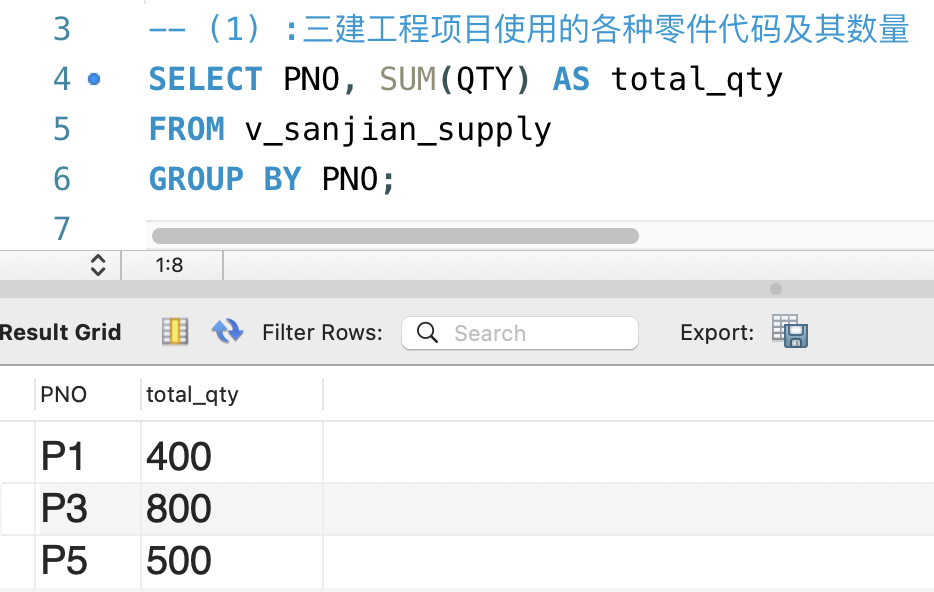 3 -- (1) :三建工程项目使用的各种零件代码及其数量
4 SELECT PNO, SUM(QTY) AS total_qty
5 FROM v_sanjian_supply
6 GROUP BY PNO;
7
1:8
Result Grid Filter Rows: Search Export:
PNO total_qty
P1 400
P3 800
P5 500